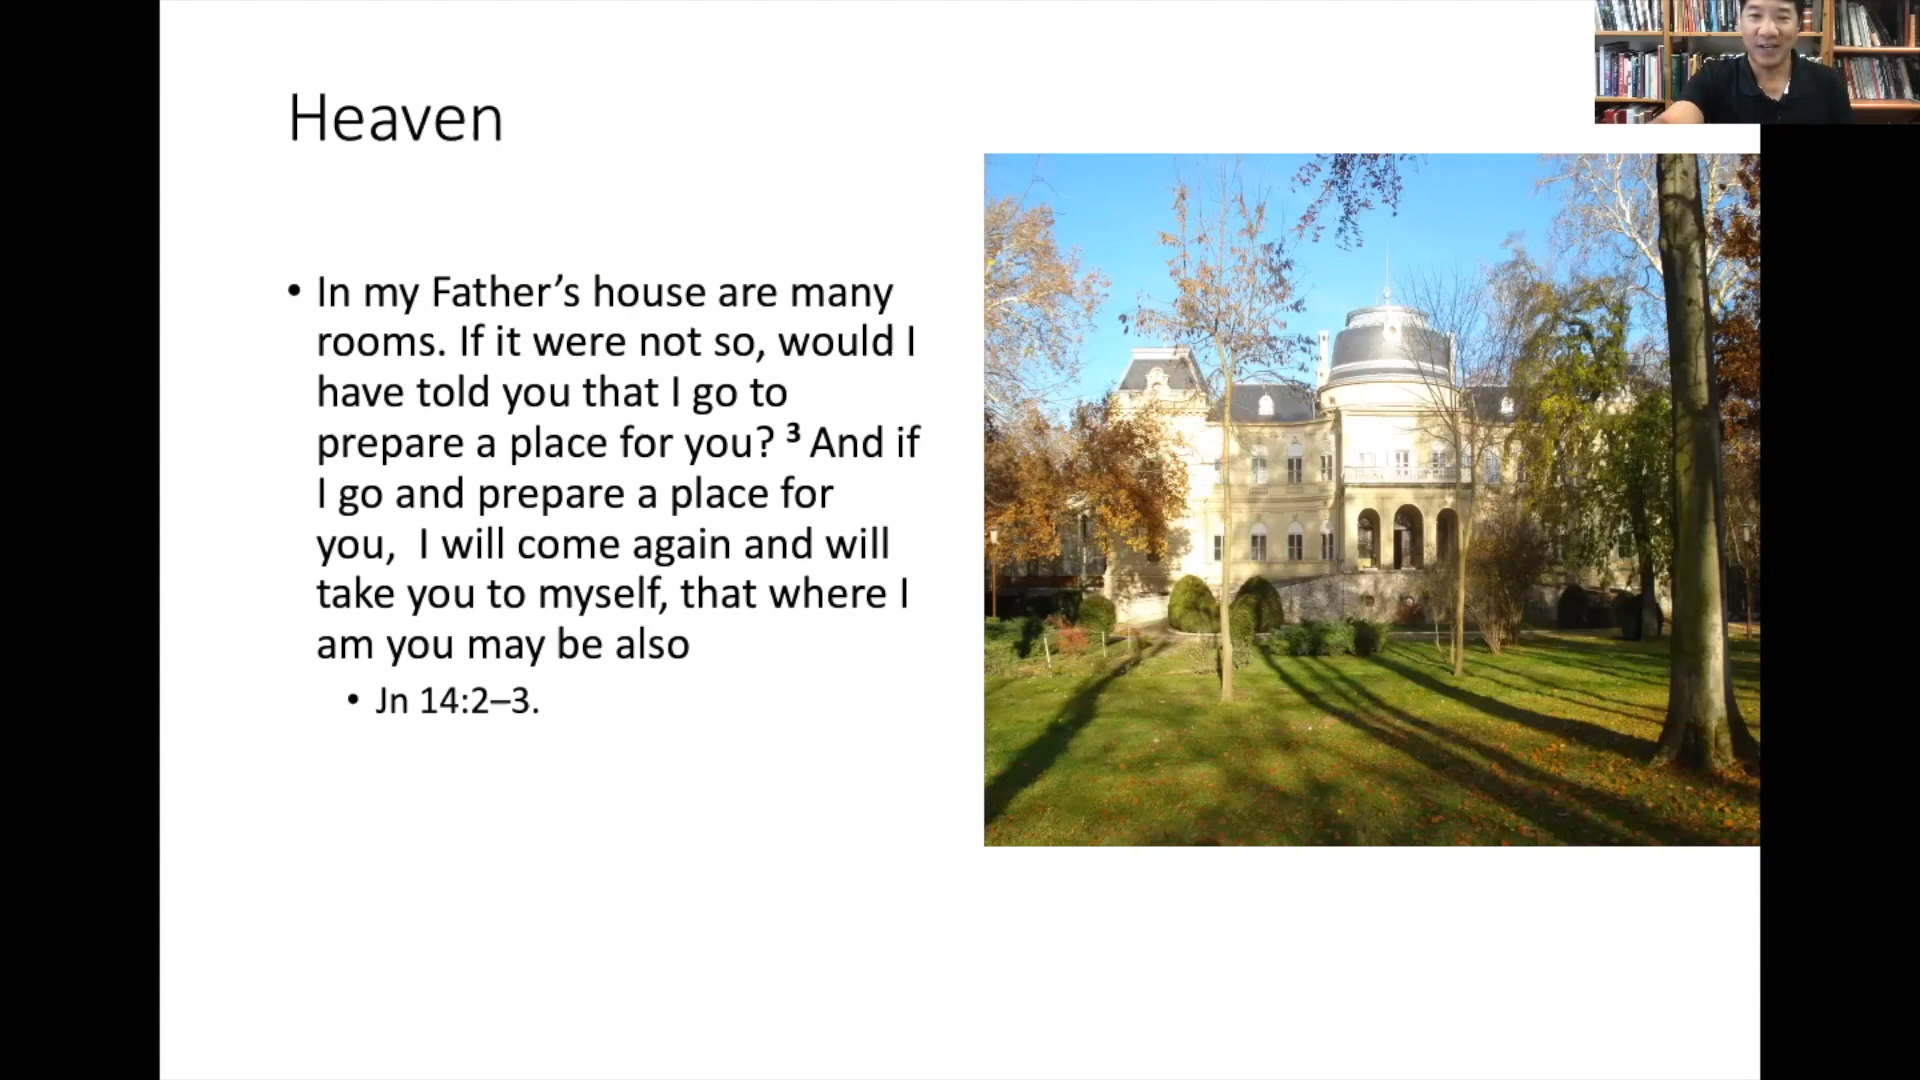 Heaven
• In my Father’s house are many
rooms. If it were not so, would I
have told you that I go to
prepare a place for you? ³ And if
I go and prepare a place for
you,  I will come again and will
take you to myself, that where I
am you may be also
• Jn 14:2–3.